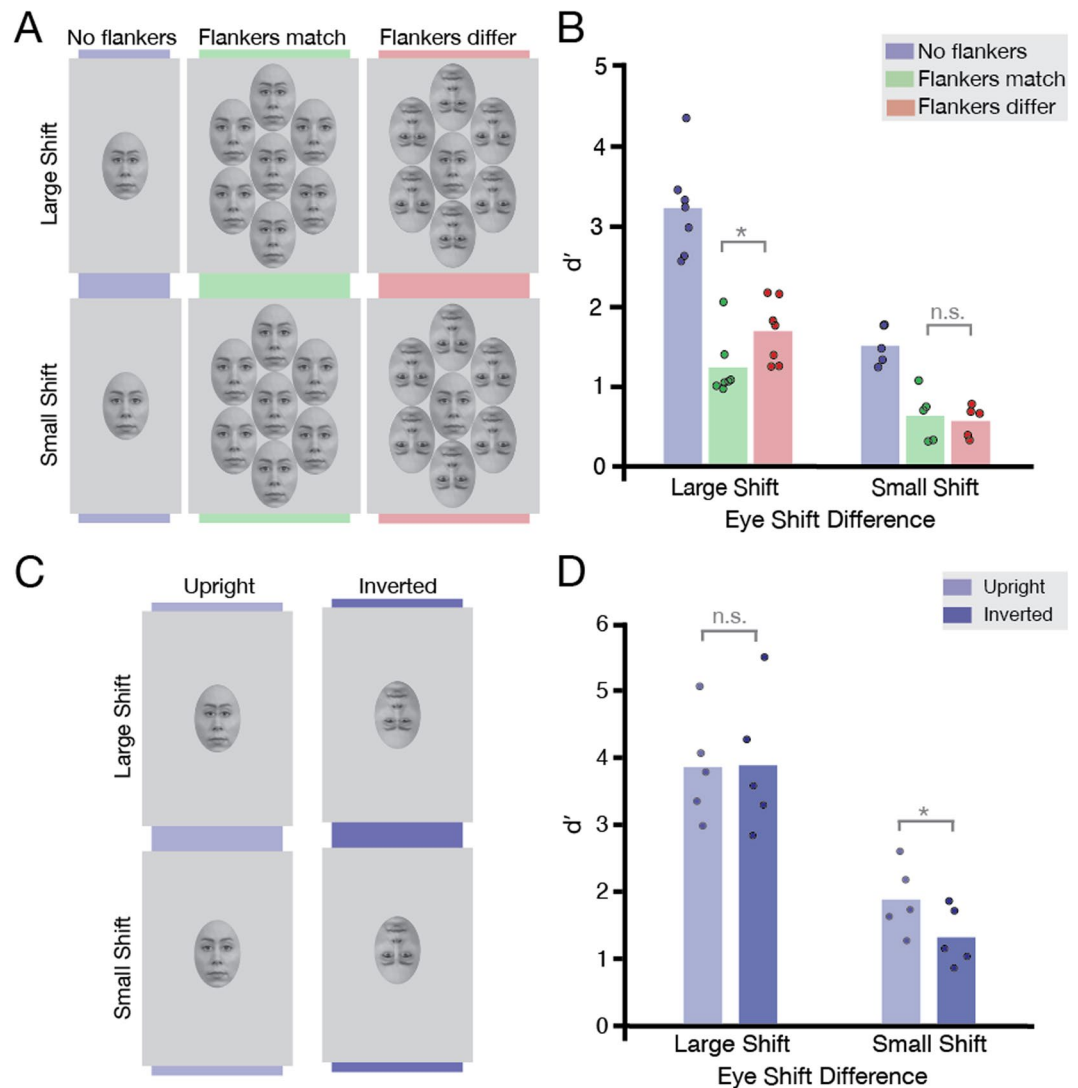 A
No flankers
Flankers match
Flankers differ
Large Shift
Small Shift
B
No flankers
Flankers match
Flankers differ
5
4
3
2
1
0
d′
*
n.s.
Large Shift
Small Shift
Eye Shift Difference
C
Upright
Inverted
Large Shift
Small Shift
D
Upright
Inverted
6
5
4
3
2
1
0
d′
n.s.
*
Large Shift
Small Shift
Eye Shift Difference